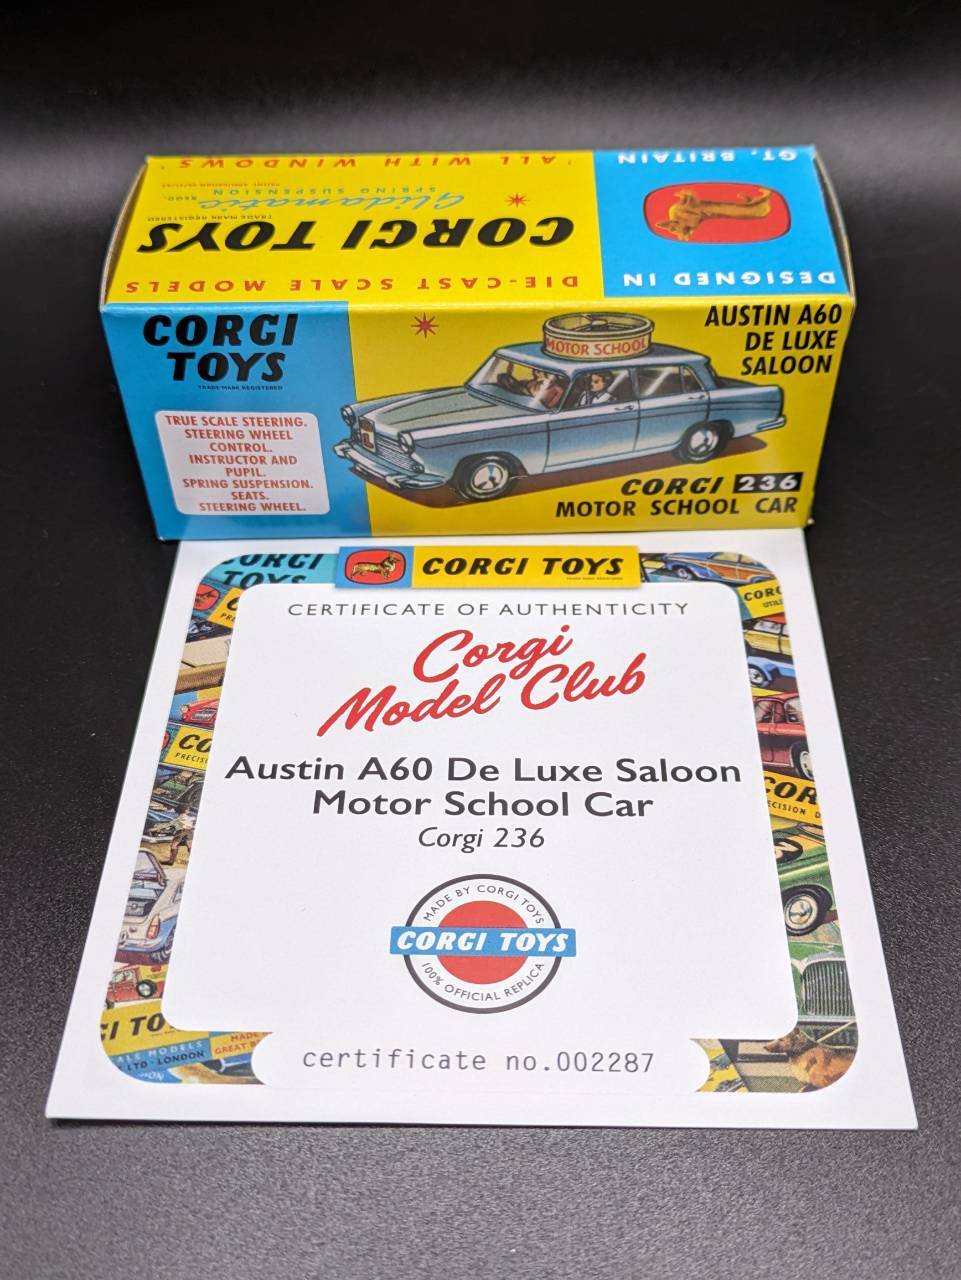 'ALL WITH WINDOWS'
Glidamatic REGD.
SPRING SUSPENSION
TRADE MARK REGISTERED
CORGI TOYS
DIE-CAST SCALE MODELS
GT. BRITAIN
DESIGNED IN
CORGI
TOYS
TRADE MARK REGISTERED
TRUE SCALE STEERING.
STEERING WHEEL
CONTROL.
INSTRUCTOR AND
PUPIL.
SPRING SUSPENSION.
SEATS.
STEERING WHEEL.
MOTOR SCHOOL
L
AUSTIN A60
DE LUXE
SALOON
CORGI 236
MOTOR SCHOOL CAR
CORGI TOYS
CERTIFICATE OF AUTHENTICITY
Corgi
Model Club
Austin A60 De Luxe Saloon
Motor School Car
Corgi 236
MADE BY CORGI TOYS
CORGI TOYS
100% OFFICIAL REPLICA
certificate no.002287